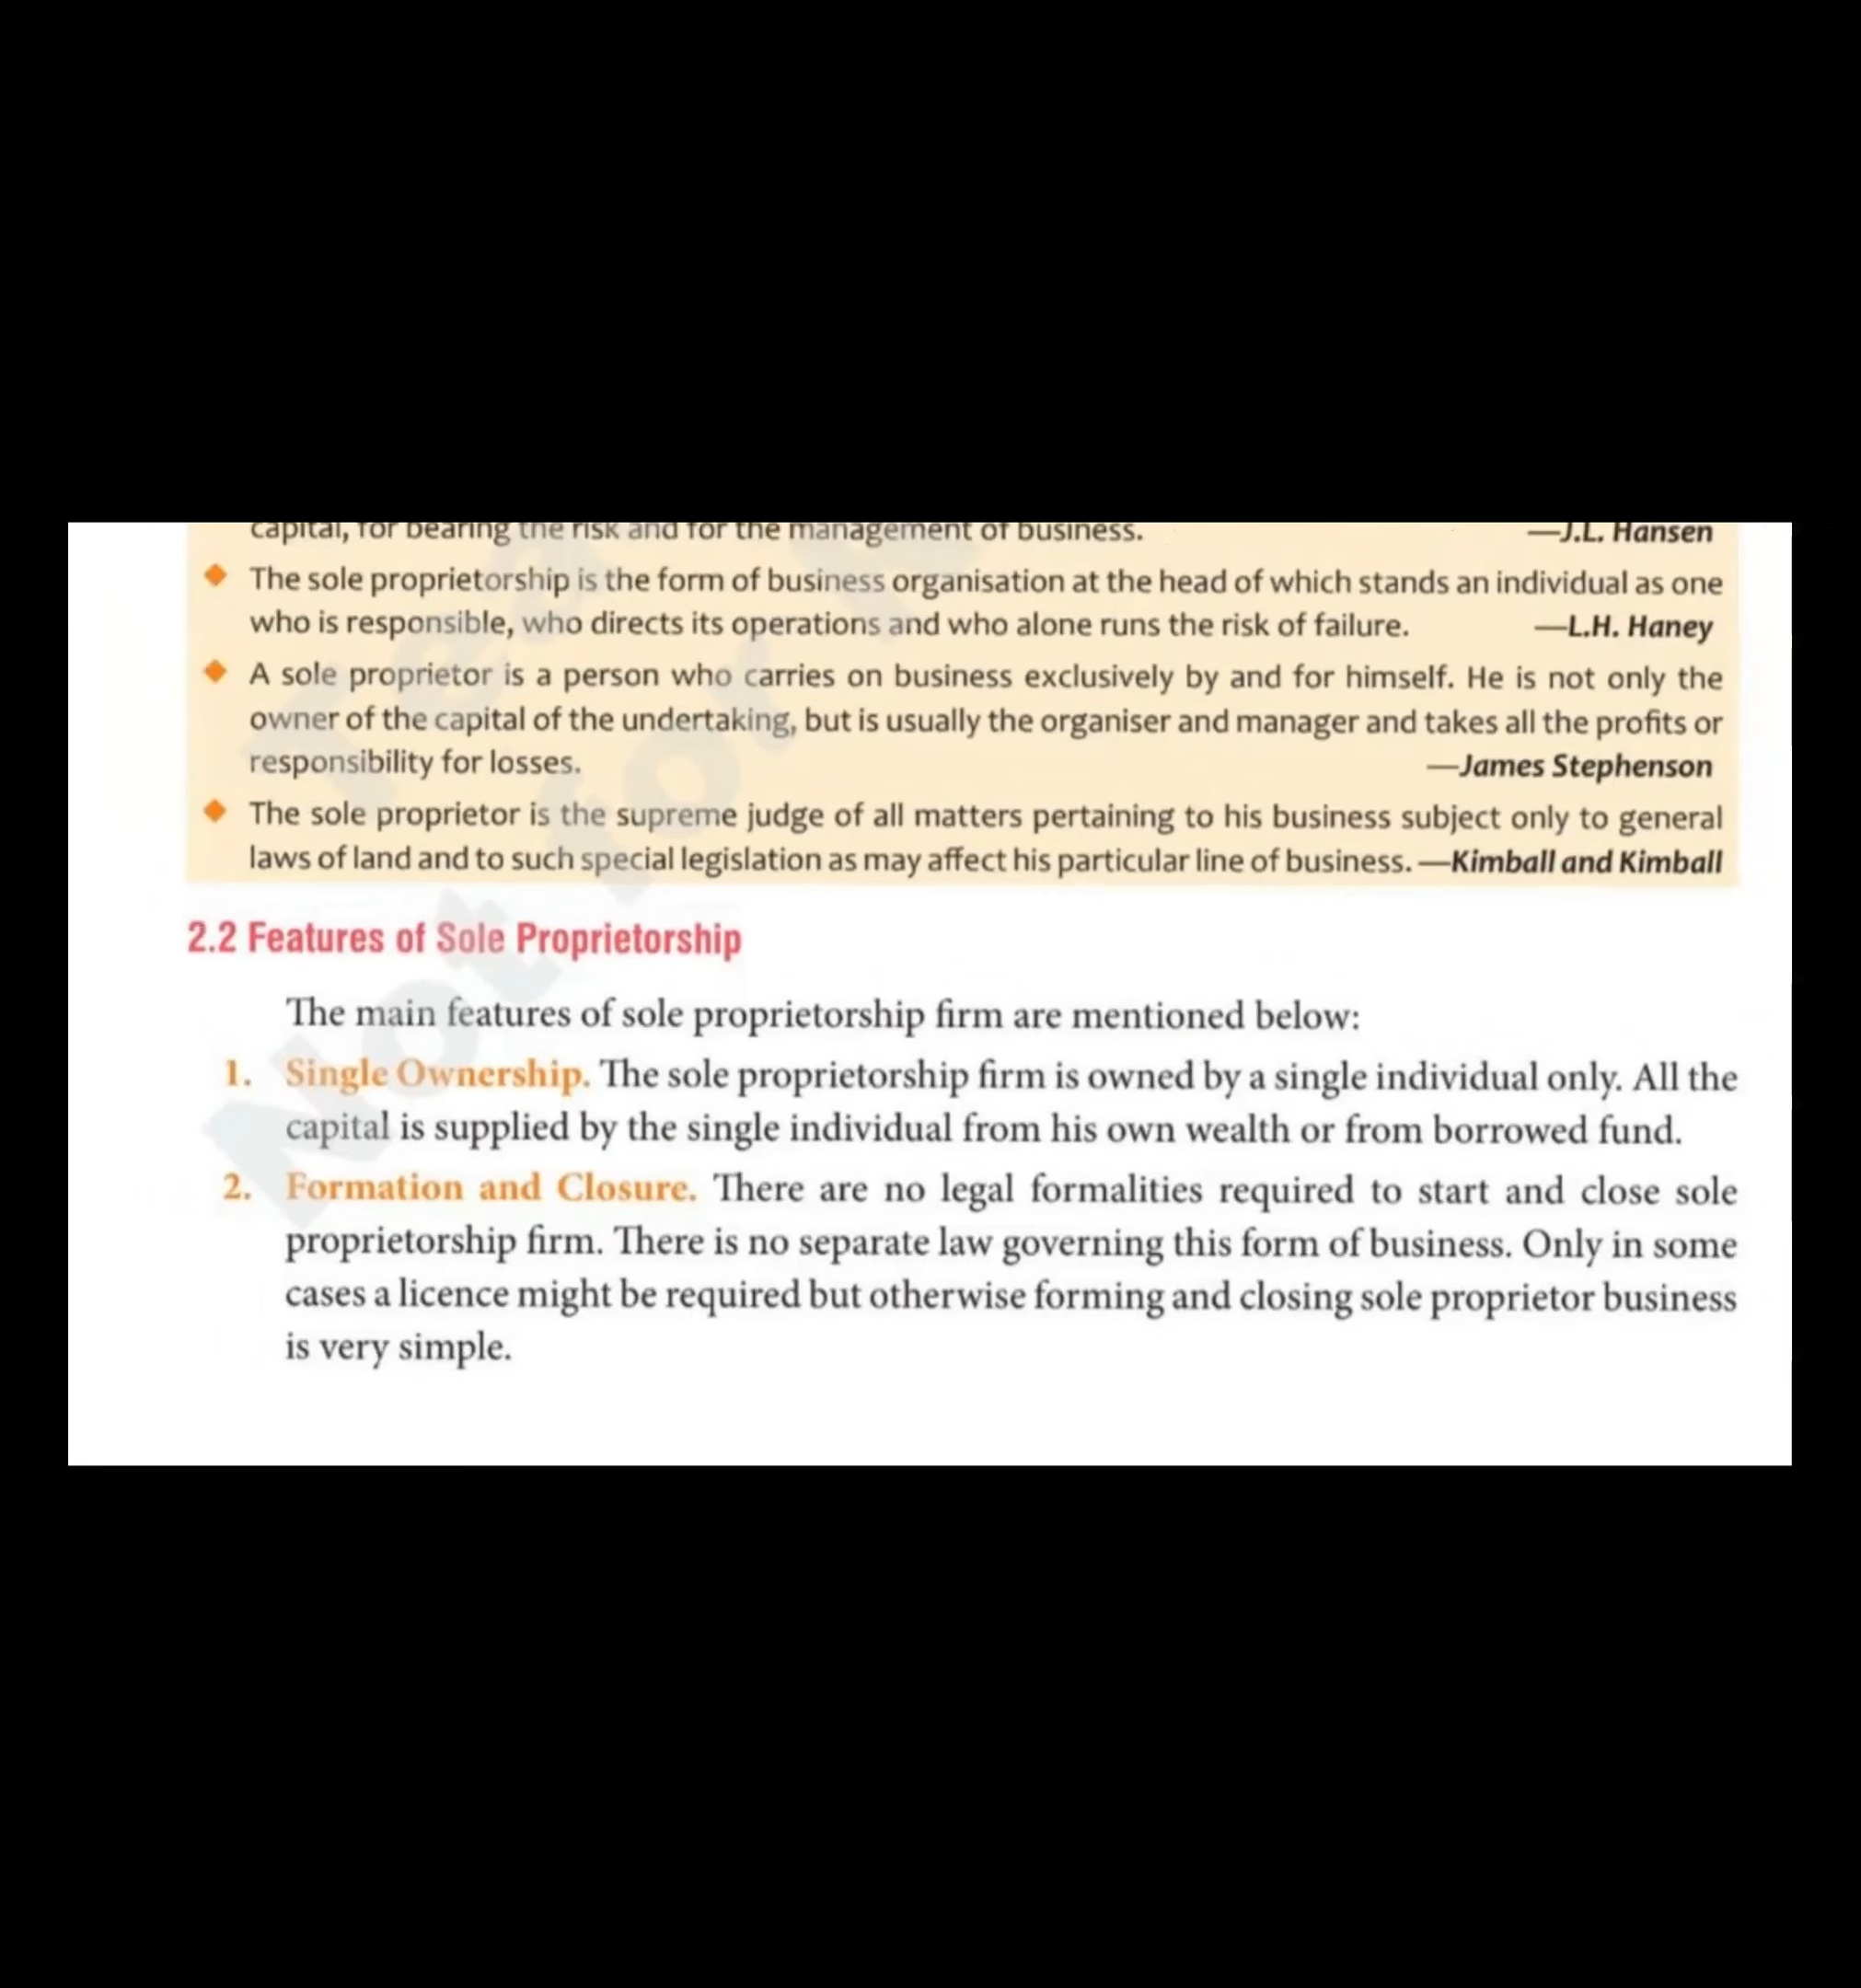 capital, for bearing the risk and for the management of business. —J.L. Hansen
◆ The sole proprietorship is the form of business organisation at the head of which stands an individual as one
who is responsible, who directs its operations and who alone runs the risk of failure. —L.H. Haney
◆ A sole proprietor is a person who carries on business exclusively by and for himself. He is not only the
owner of the capital of the undertaking, but is usually the organiser and manager and takes all the profits or
responsibility for losses. —James Stephenson
◆ The sole proprietor is the supreme judge of all matters pertaining to his business subject only to general
laws of land and to such special legislation as may affect his particular line of business. —Kimball and Kimball
2.2 Features of Sole Proprietorship
The main features of sole proprietorship firm are mentioned below:
1. Single Ownership. The sole proprietorship firm is owned by a single individual only. All the
capital is supplied by the single individual from his own wealth or from borrowed fund.
2. Formation and Closure. There are no legal formalities required to start and close sole
proprietorship firm. There is no separate law governing this form of business. Only in some
cases a licence might be required but otherwise forming and closing sole proprietor business
is very simple.
Not for